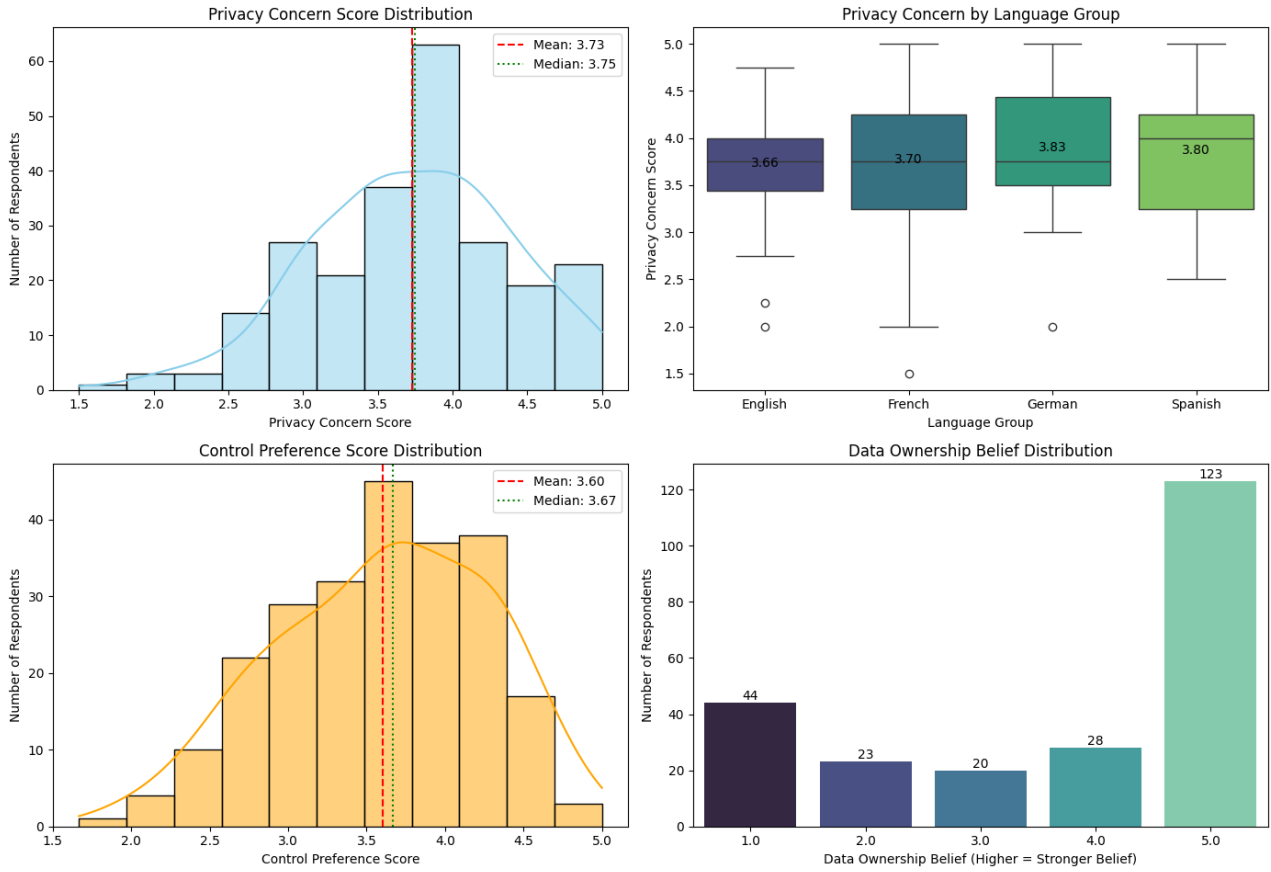 Privacy Concern Score Distribution
Number of Respondents
60
50
40
30
20
10
0
Mean: 3.73
Median: 3.75
1.5 2.0 2.5 3.0 3.5 4.0 4.5 5.0
Privacy Concern Score
Privacy Concern by Language Group
Privacy Concern Score
5.0
4.5
4.0
3.5
3.0
2.5
2.0
1.5
3.66 3.70 3.83 3.80
English French German Spanish
Language Group
Control Preference Score Distribution
Number of Respondents
40
30
20
10
0
Mean: 3.60
Median: 3.67
1.5 2.0 2.5 3.0 3.5 4.0 4.5 5.0
Control Preference Score
Data Ownership Belief Distribution
Number of Respondents
120
100
80
60
40
20
0
44 23 20 28 123
1.0 2.0 3.0 4.0 5.0
Data Ownership Belief (Higher = Stronger Belief)